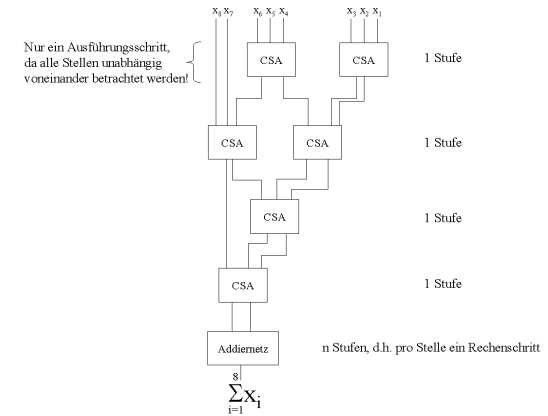 x₈ x₇ x₆ x₅ x₄ x₃ x₂ x₁
Nur ein Ausführungsschritt,
da alle Stellen unabhängig
voneinander betrachtet werden!
CSA CSA 1 Stufe
CSA CSA 1 Stufe
CSA 1 Stufe
CSA 1 Stufe
Addiernetz n Stufen, d.h. pro Stelle ein Rechenschritt
8
∑xᵢ
i=1